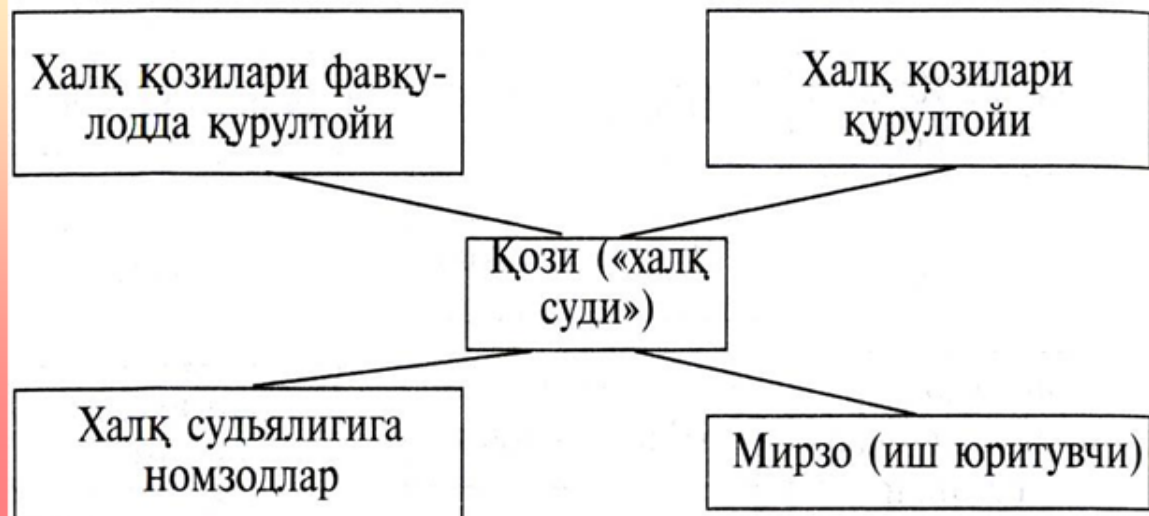 Халқ қозилари фавқу-
лодда қурултойи
Халқ қозилари
қурултойи
Қози («халқ
суди»)
Халқ судьялигига
номзодлар
Мирзо (иш юритувчи)